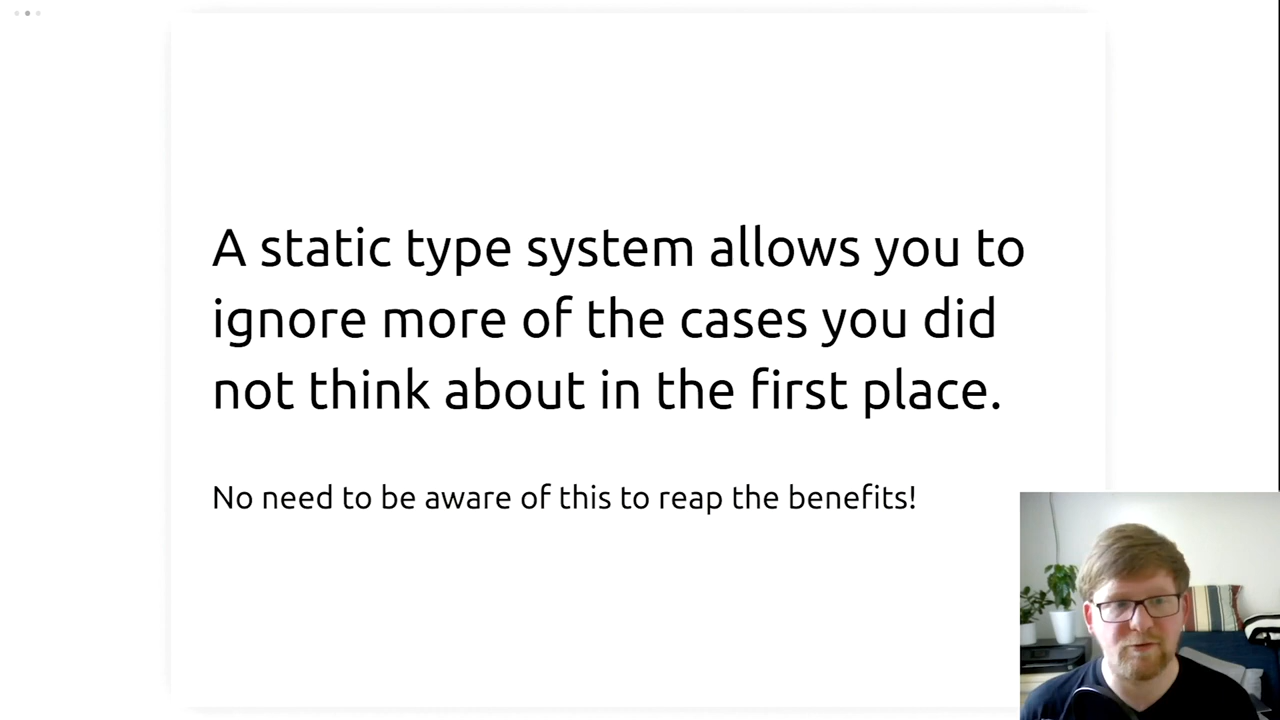 A static type system allows you to
ignore more of the cases you did
not think about in the first place.
No need to be aware of this to reap the benefits!